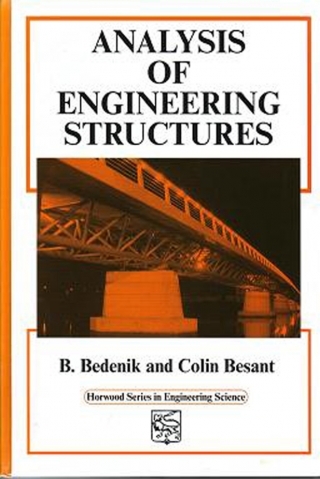 ANALYSIS
OF
ENGINEERING
STRUCTURES
B. Bedenik and Colin Besant
Horwood Series in Engineering Science